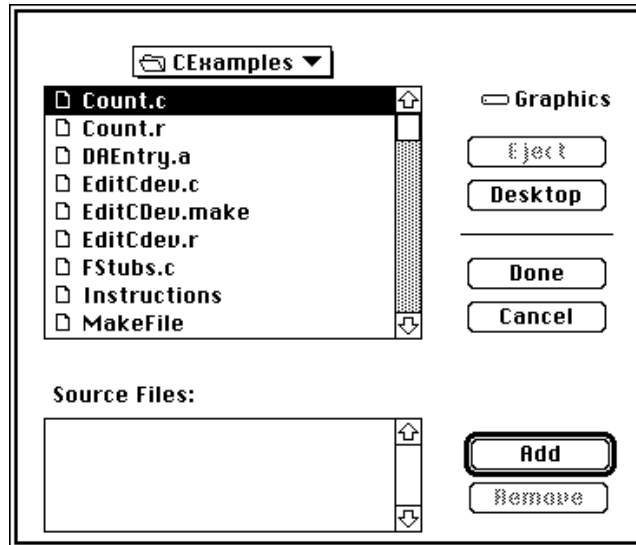 CExamples
Count.c
Count.r
DAEntry.a
EditCdev.c
EditCDev.make
EditCdev.r
FStubs.c
Instructions
MakeFile
Graphics
Eject
Desktop
Done
Cancel
Source Files:
Add
Remove